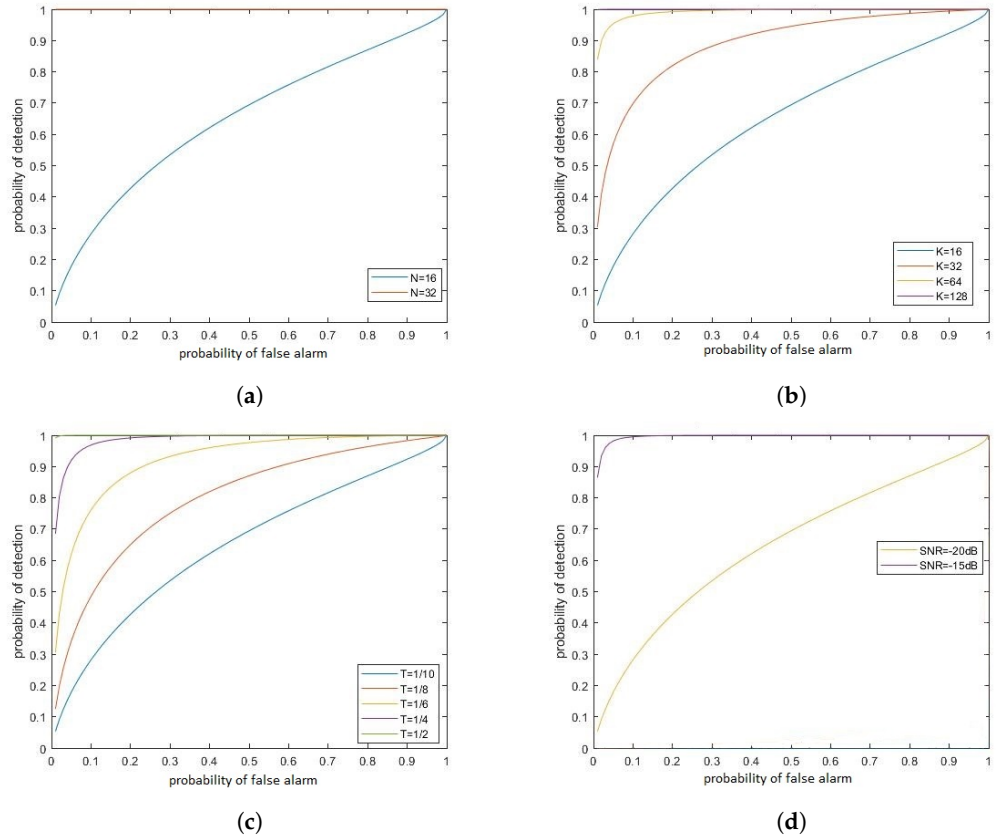 1
0.9
0.8
0.7
0.6
0.5
0.4
0.3
0.2
0.1
0
probability of detection
N=16
N=32
0 0.1 0.2 0.3 0.4 0.5 0.6 0.7 0.8 0.9 1
probability of false alarm
(a)
1
0.9
0.8
0.7
0.6
0.5
0.4
0.3
0.2
0.1
0
probability of detection
K=16
K=32
K=64
K=128
0 0.1 0.2 0.3 0.4 0.5 0.6 0.7 0.8 0.9 1
probability of false alarm
(b)
1
0.9
0.8
0.7
0.6
0.5
0.4
0.3
0.2
0.1
0
probability of detection
T=1/10
T=1/8
T=1/6
T=1/4
T=1/2
0 0.1 0.2 0.3 0.4 0.5 0.6 0.7 0.8 0.9 1
probability of false alarm
(c)
1
0.9
0.8
0.7
0.6
0.5
0.4
0.3
0.2
0.1
0
probability of detection
SNR=-20dB
SNR=-15dB
0 0.1 0.2 0.3 0.4 0.5 0.6 0.7 0.8 0.9 1
probability of false alarm
(d)